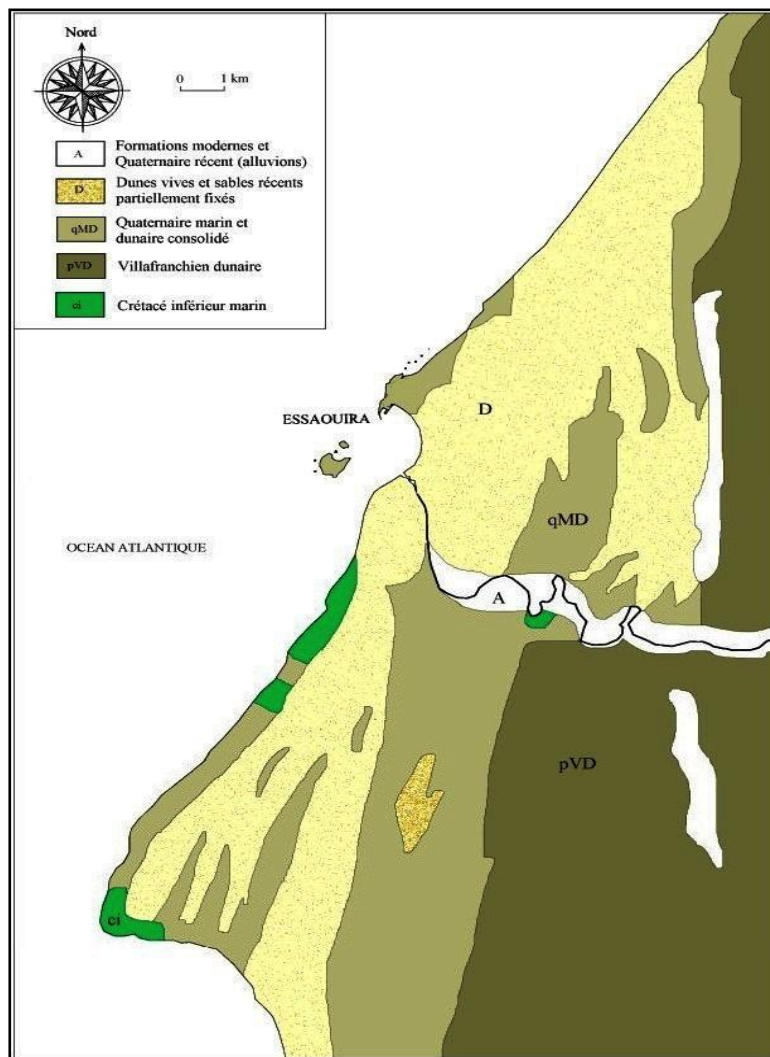 Nord
0 1 km
A
Formations modernes et
Quaternaire récent (alluvions)
D
Dunes vives et sables récents
partiellement fixés
qMD
Quaternaire marin et
dunaire consolidé
pVD
Villafranchien dunaire
ci
Crétacé inférieur marin
ESSAOUIRA
D
qMD
OCEAN ATLANTIQUE
A
pVD
ci